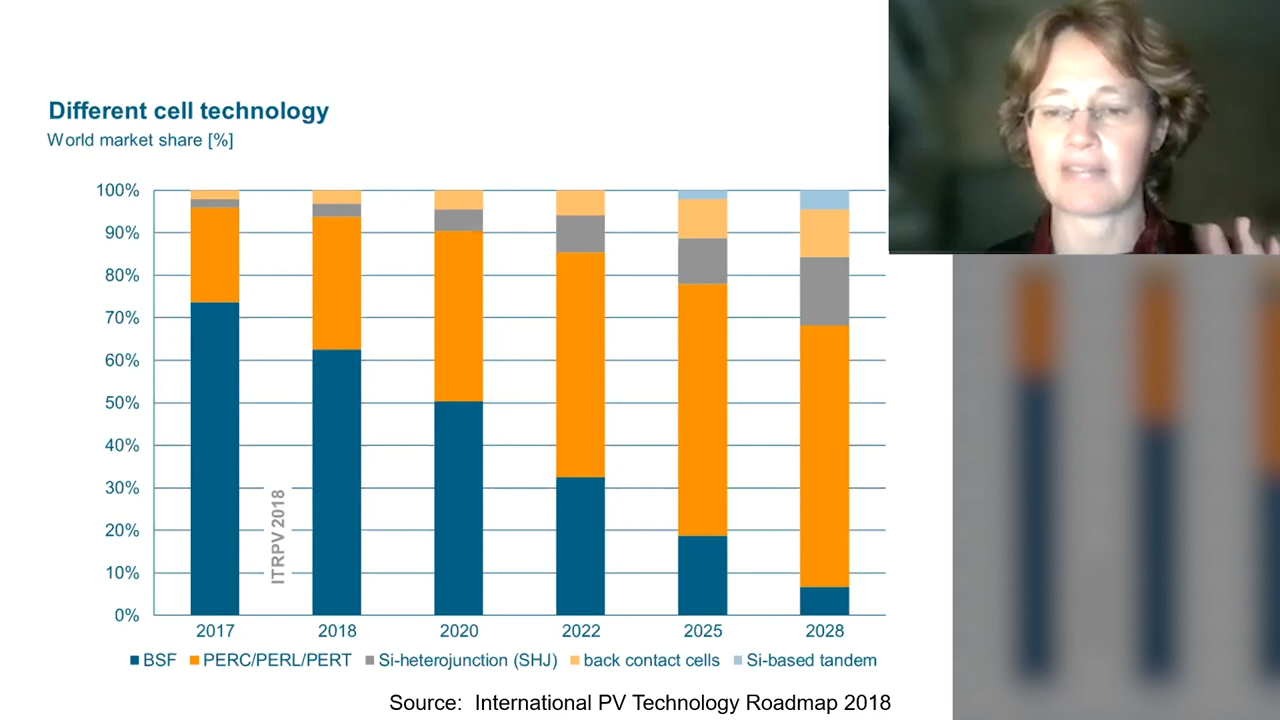 Different cell technology
World market share [%]
100%
90%
80%
70%
60%
50%
40%
30%
20%
10%
0%
ITRPV 2018
2017 2018 2020 2022 2025 2028
BSF PERC/PERL/PERT Si-heterojunction (SHJ) back contact cells Si-based tandem
Source: International PV Technology Roadmap 2018